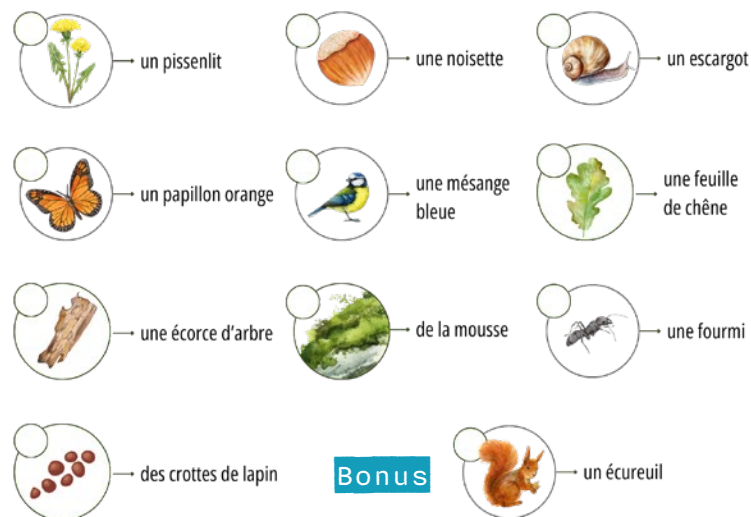 un pissenlit
une noisette
un escargot
un papillon orange
une mésange
bleue
une feuille
de chêne
une écorce d'arbre
de la mousse
une fourmi
des crottes de lapin
Bonus
un écureuil